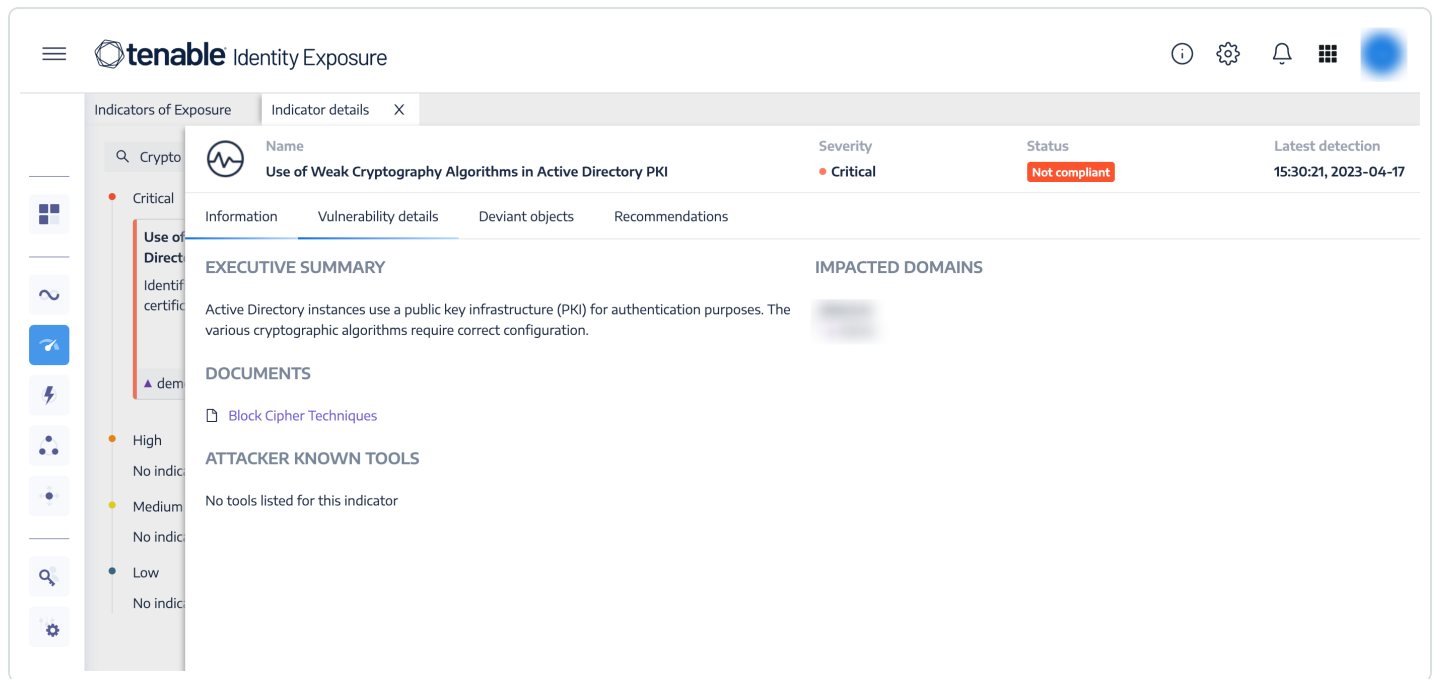 tenable Identity Exposure
Indicators of Exposure
Indicator details X
Crypto
Critical
Use of
Direct
Identif
certific
dem
High
No indic
Medium
No indic
Low
No indic
Name
Use of Weak Cryptography Algorithms in Active Directory PKI
Severity
Critical
Status
Not compliant
Latest detection
15:30:21, 2023-04-17
Information Vulnerability details Deviant objects Recommendations
EXECUTIVE SUMMARY
Active Directory instances use a public key infrastructure (PKI) for authentication purposes. The
various cryptographic algorithms require correct configuration.
DOCUMENTS
Block Cipher Techniques
ATTACKER KNOWN TOOLS
No tools listed for this indicator
IMPACTED DOMAINS